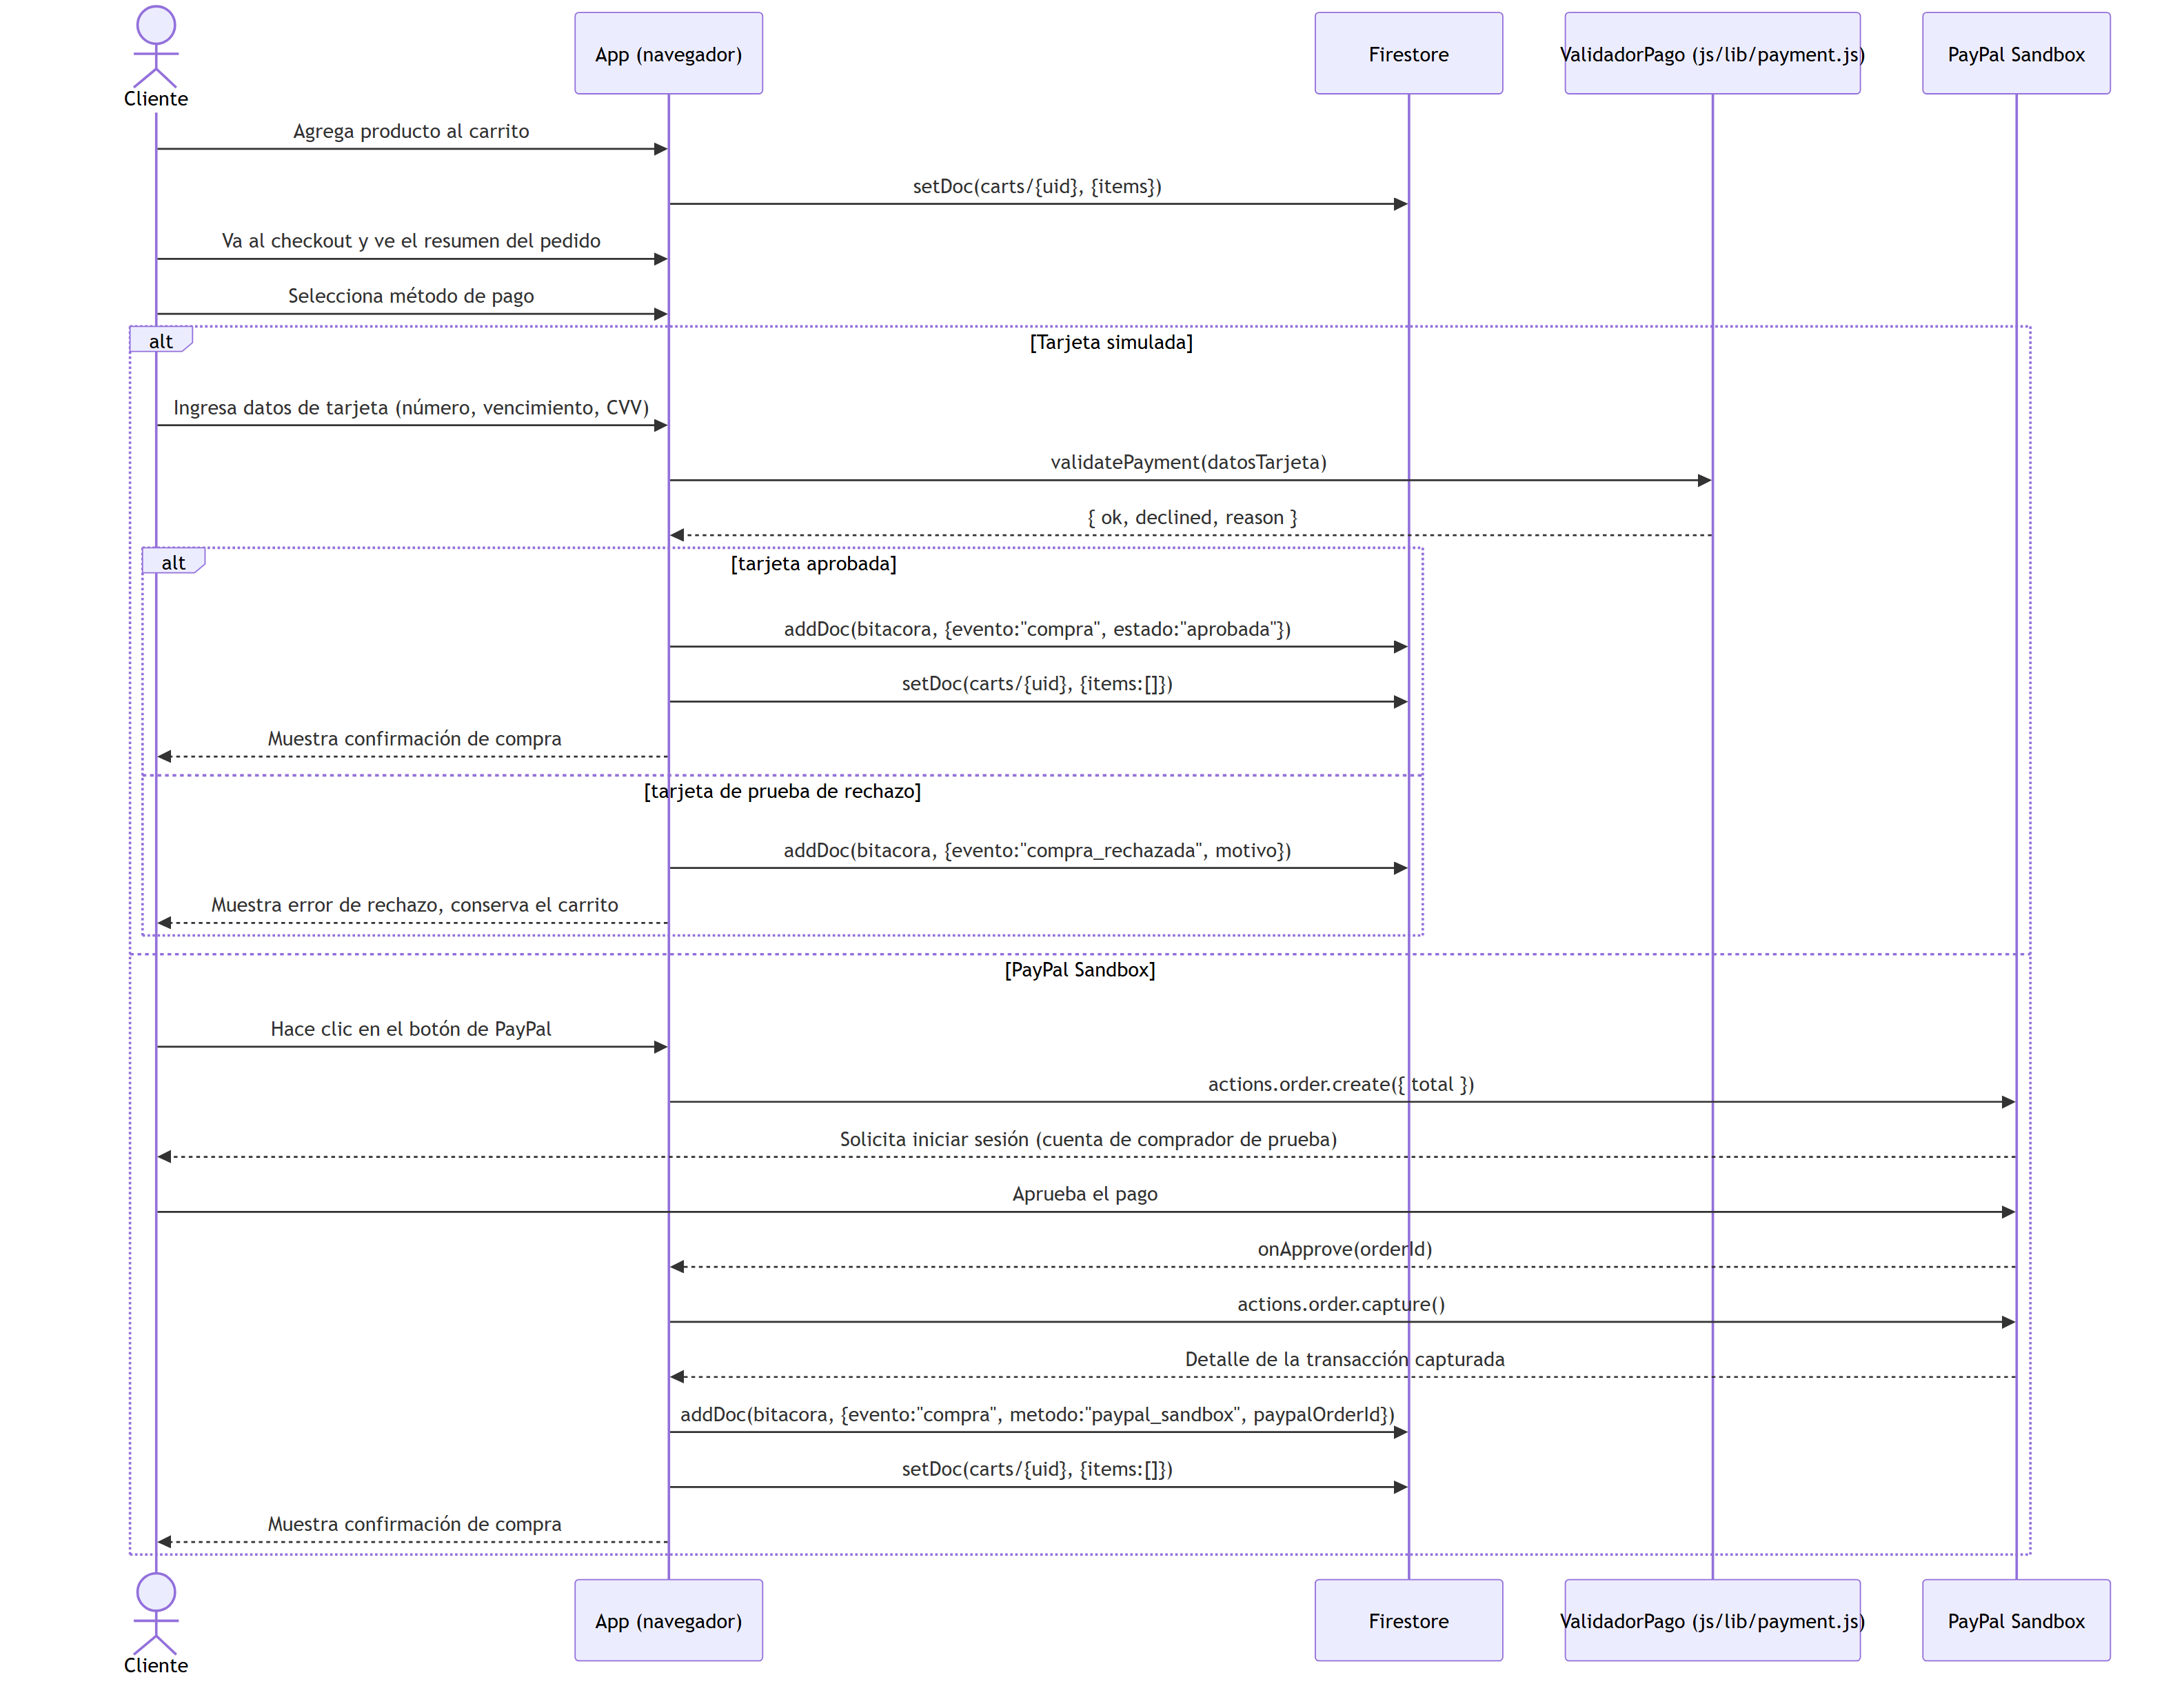 Cliente
App (navegador)
Firestore
ValidadorPago (js/lib/payment.js)
PayPal Sandbox
Agrega producto al carrito
setDoc(carts/{uid}, {items})
Va al checkout y ve el resumen del pedido
Selecciona método de pago
alt
[Tarjeta simulada]
Ingresa datos de tarjeta (número, vencimiento, CVV)
validatePayment(datosTarjeta)
{ ok, declined, reason }
alt
[tarjeta aprobada]
addDoc(bitacora, {evento:"compra", estado:"aprobada"})
setDoc(carts/{uid}, {items:[]})
Muestra confirmación de compra
[tarjeta de prueba de rechazo]
addDoc(bitacora, {evento:"compra_rechazada", motivo})
Muestra error de rechazo, conserva el carrito
[PayPal Sandbox]
Hace clic en el botón de PayPal
actions.order.create({ total })
Solicita iniciar sesión (cuenta de comprador de prueba)
Aprueba el pago
onApprove(orderId)
actions.order.capture()
Detalle de la transacción capturada
addDoc(bitacora, {evento:"compra", metodo:"paypal_sandbox", paypalOrderId})
setDoc(carts/{uid}, {items:[]})
Muestra confirmación de compra
Cliente
App (navegador)
Firestore
ValidadorPago (js/lib/payment.js)
PayPal Sandbox